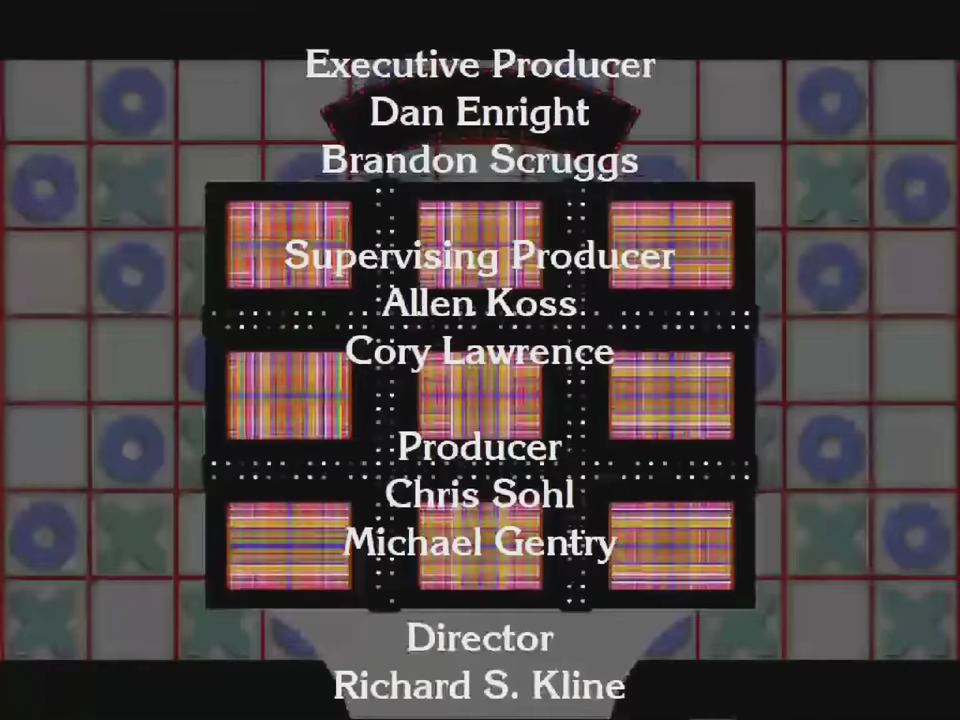 Executive Producer
Dan Enright
Brandon Scruggs
Supervising Producer
Allen Koss
Cory Lawrence
Producer
Chris Sohl
Michael Gentry
Director
Richard S. Kline